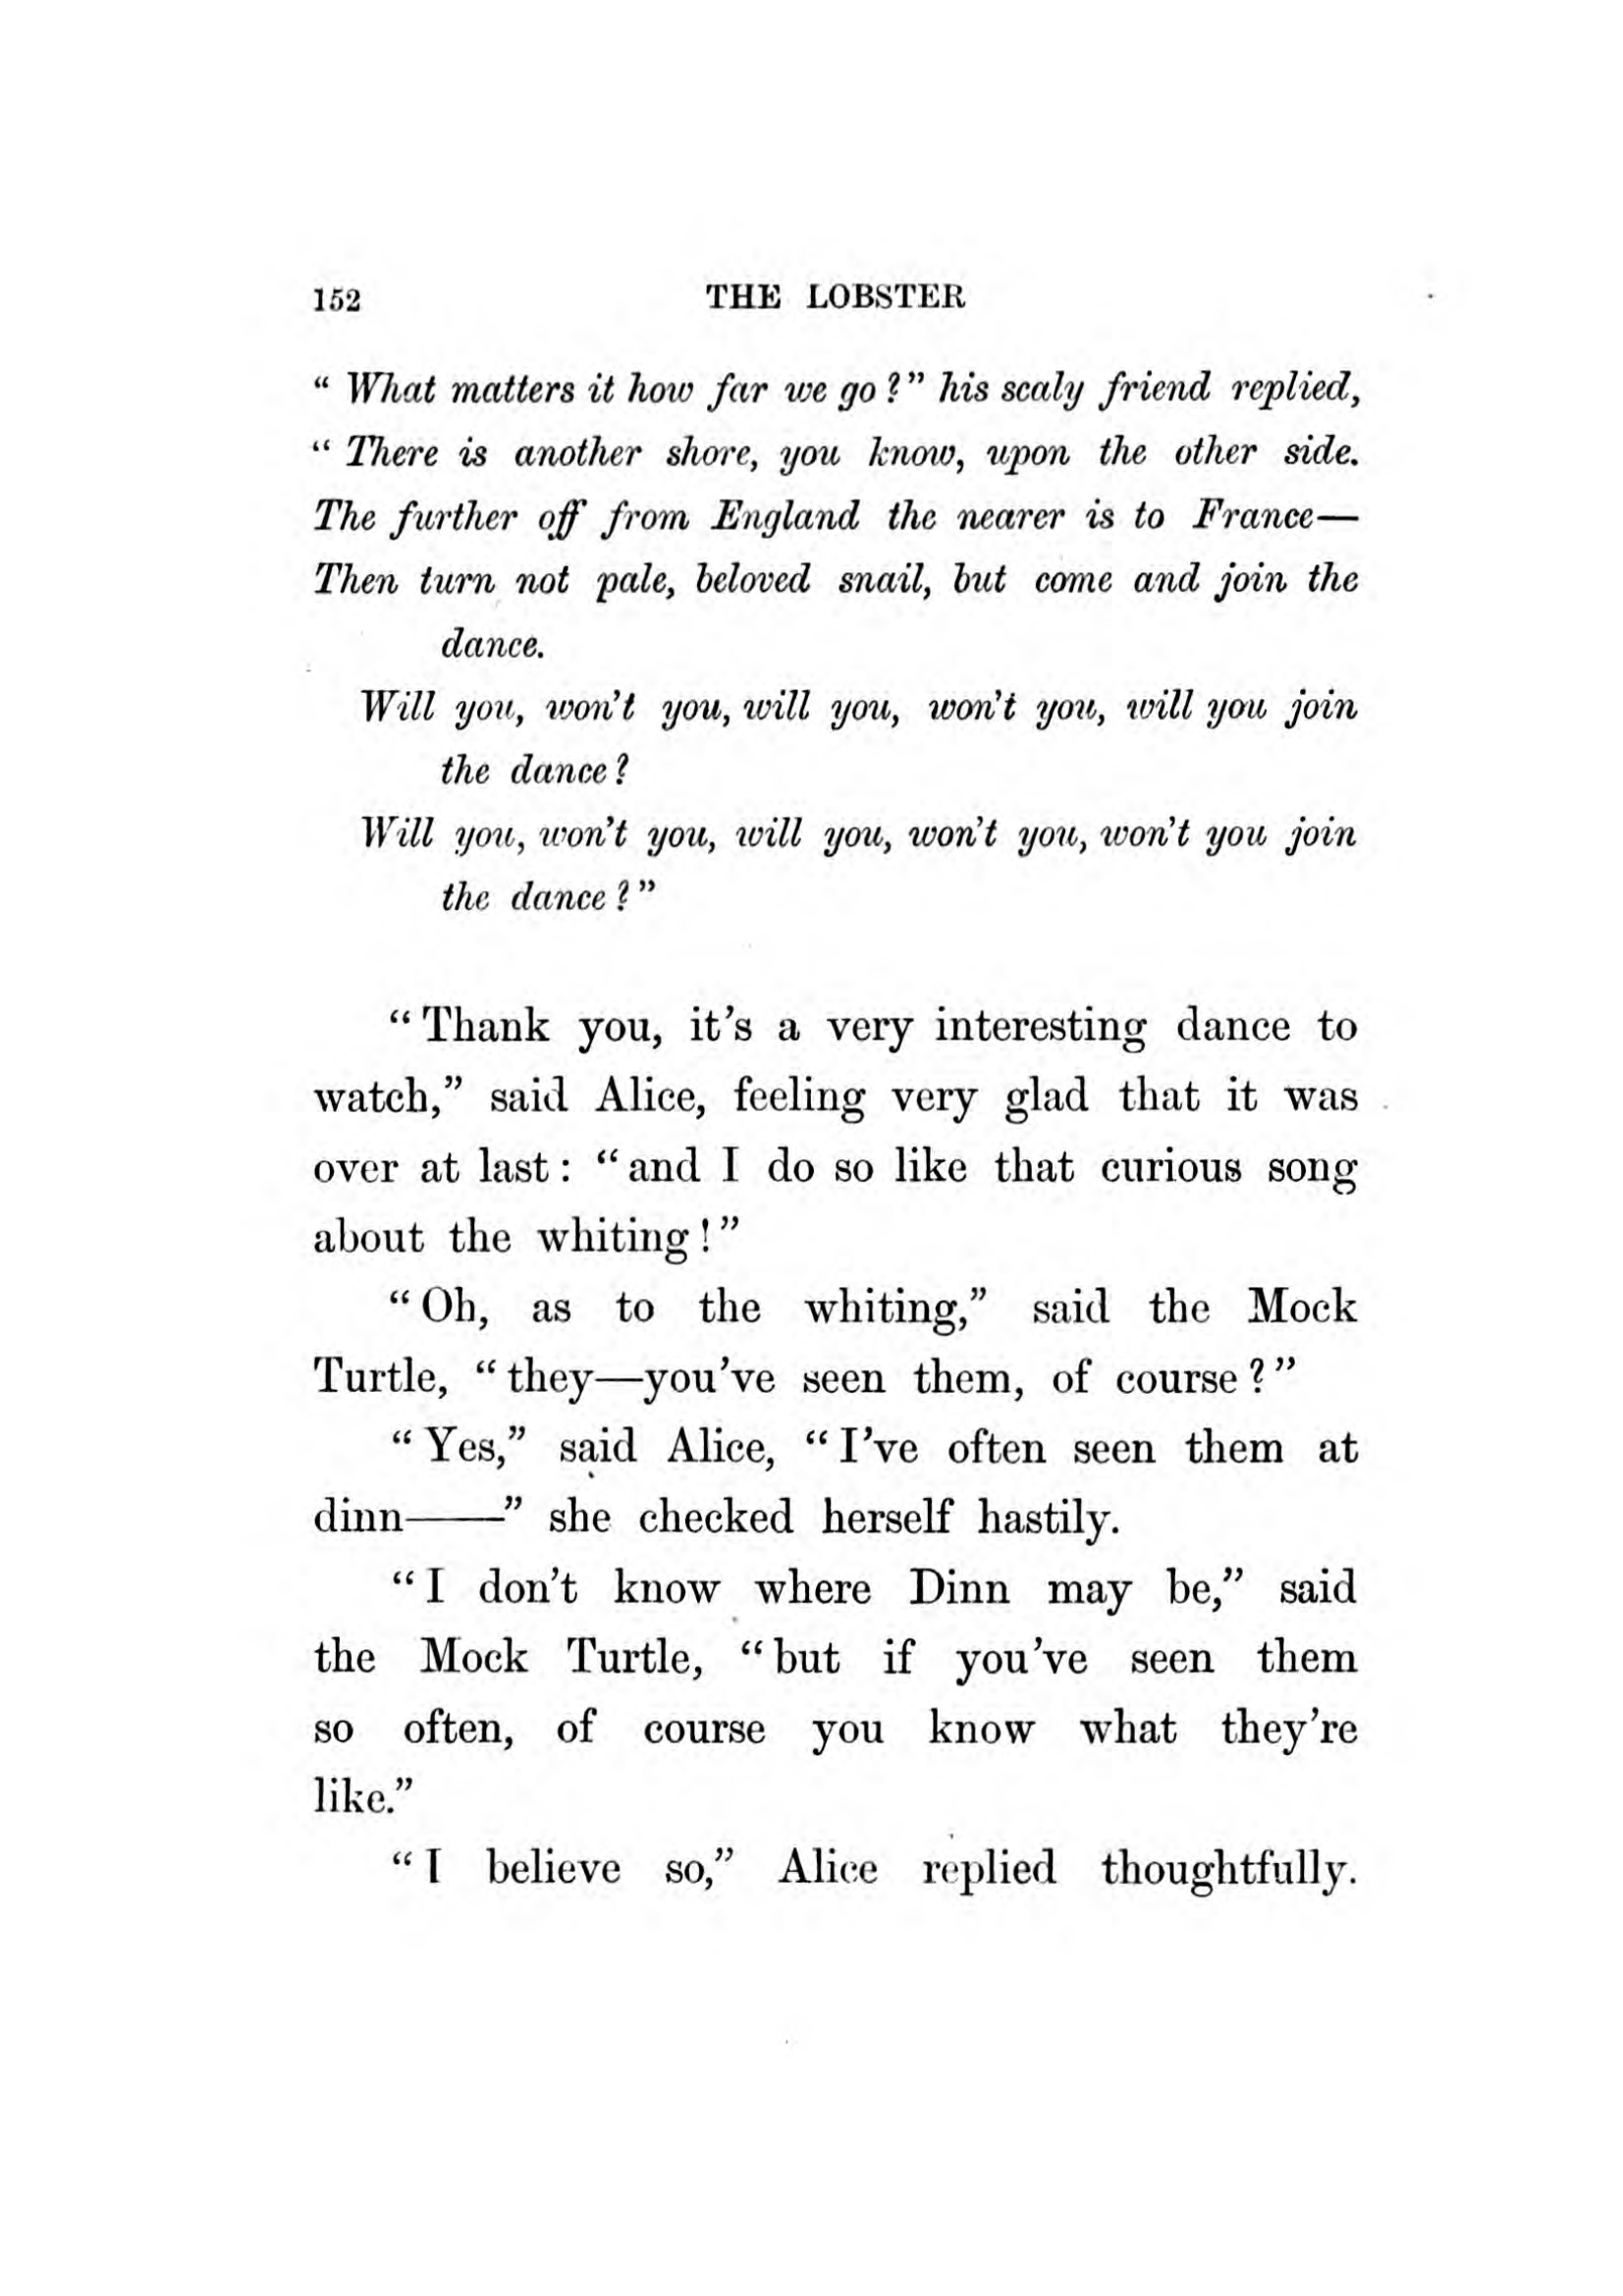 152 THE LOBSTER
“ What matters it how far we go ?” his scaly friend replied,
“ There is another shore, you know, upon the other side.
The further off from England the nearer is to France—
Then turn not pale, beloved snail, but come and join the
dance.
Will you, won’t you, will you, won’t you, will you join
the dance ?
Will you, won’t you, will you, won’t you, won’t you join
the dance ?”
“ Thank you, it’s a very interesting dance to
watch,” said Alice, feeling very glad that it was
over at last : “ and I do so like that curious song
about the whiting !”
“ Oh, as to the whiting,” said the Mock
Turtle, “ they—you’ve seen them, of course ?”
“ Yes,” said Alice, “ I’ve often seen them at
dinn——” she checked herself hastily.
“ I don’t know where Dinn may be,” said
the Mock Turtle, “ but if you’ve seen them
so often, of course you know what they’re
like.”
“ I believe so,” Alice replied thoughtfully.